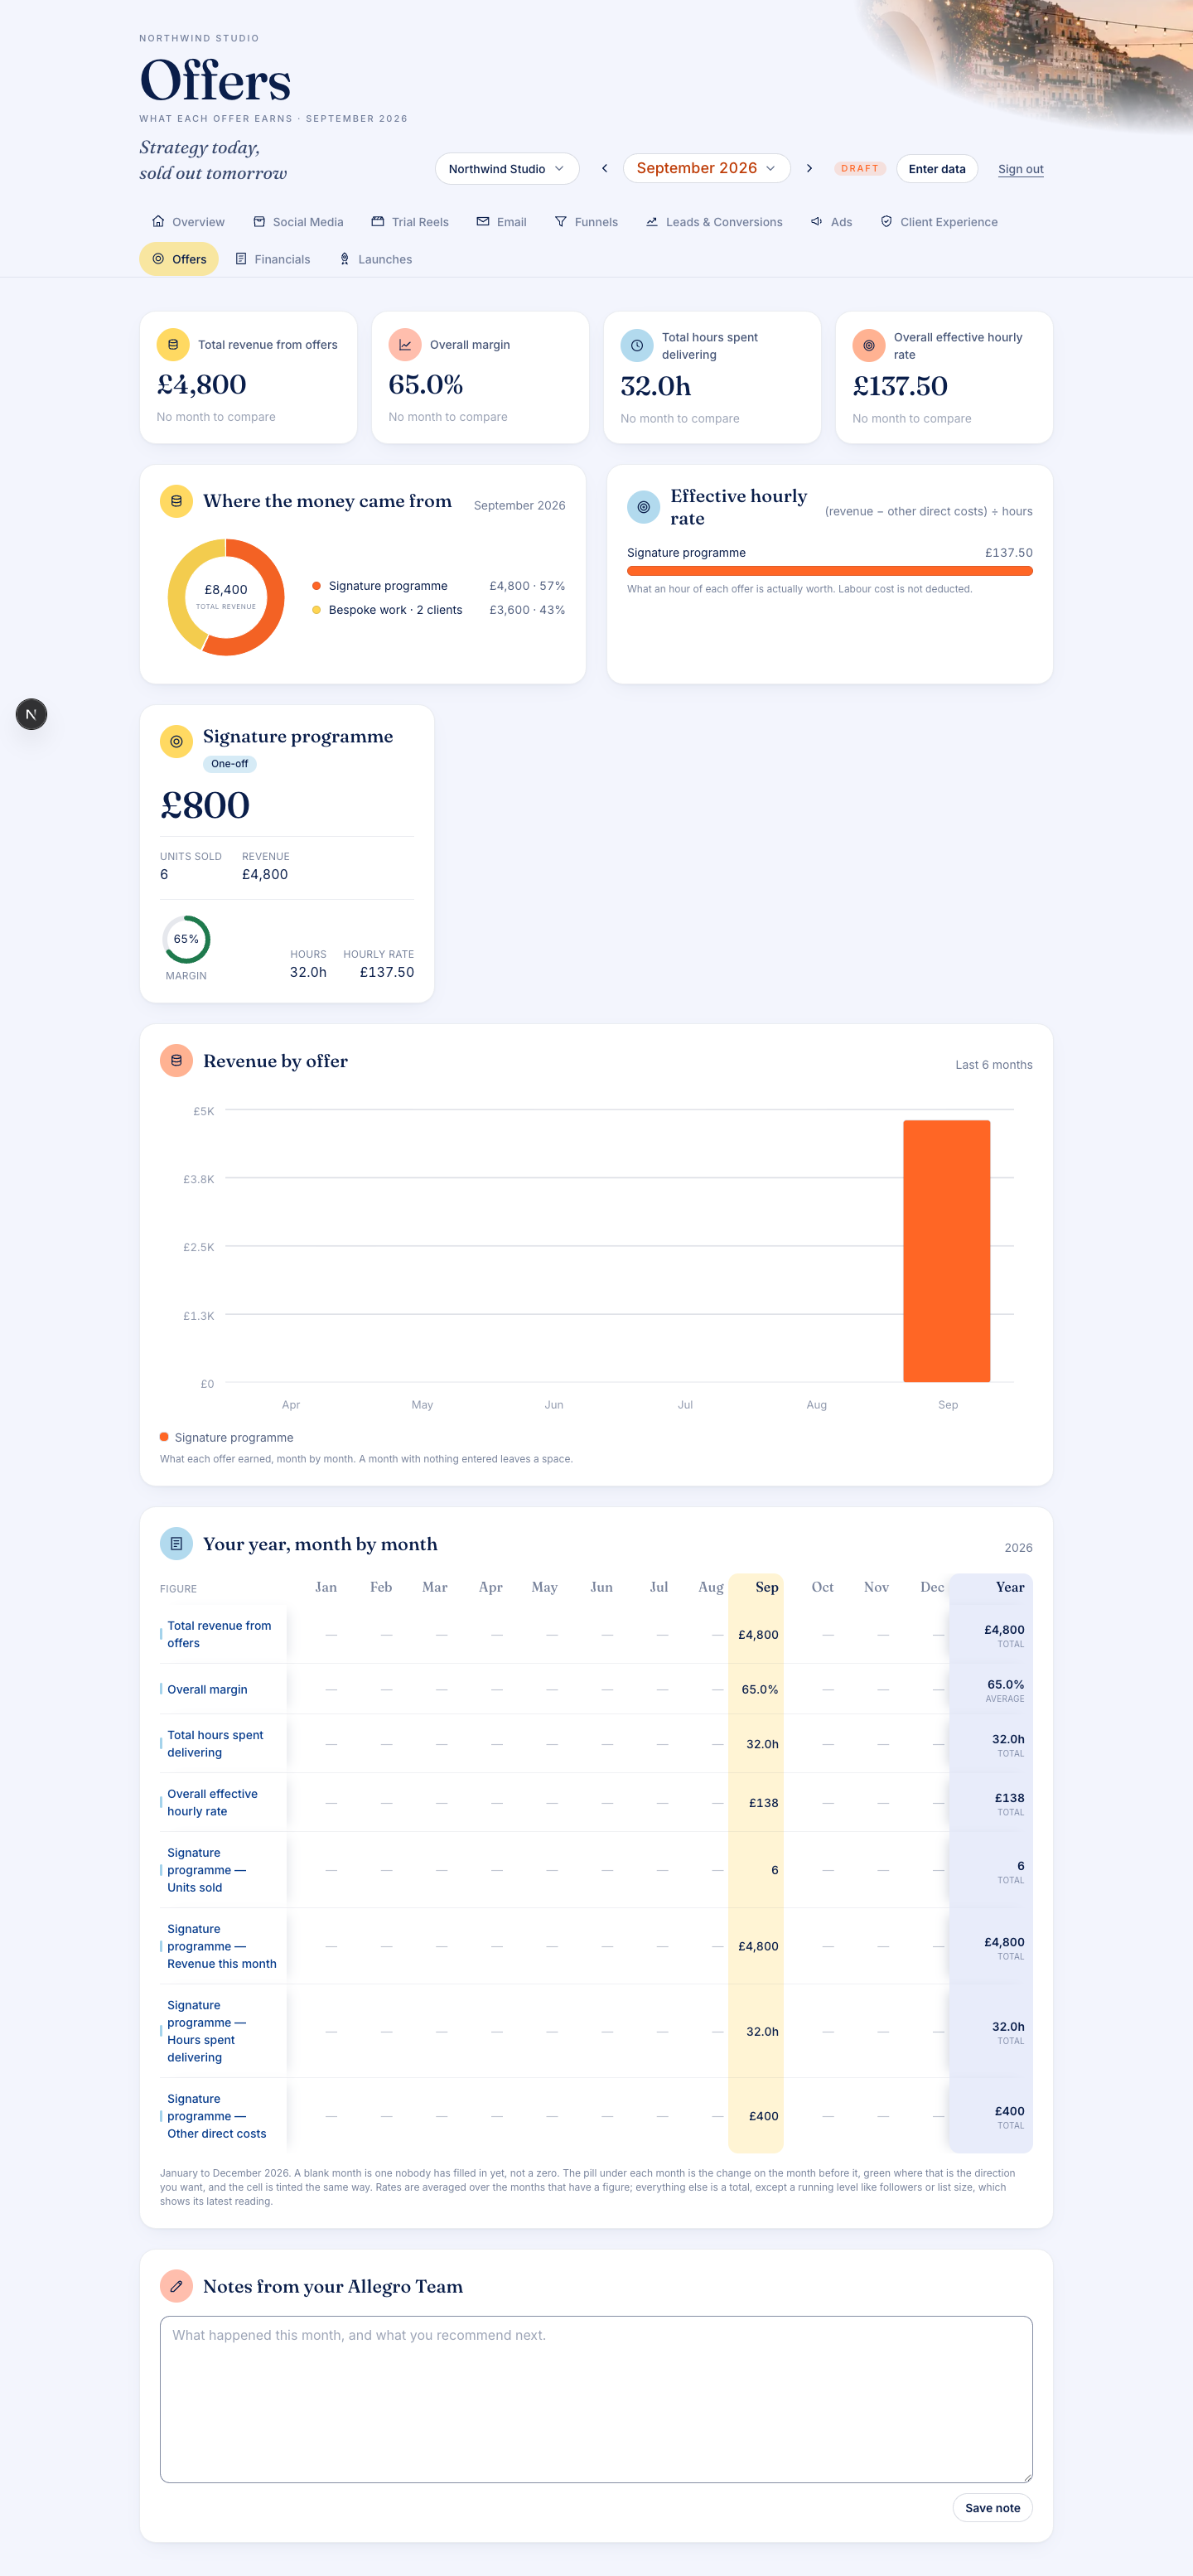 NORTHWIND STUDIO
Offers
WHAT EACH OFFER EARNS · SEPTEMBER 2026
Strategy today,
sold out tomorrow
Northwind Studio
September 2026
DRAFT
Enter data
Sign out
Overview
Social Media
Trial Reels
Email
Funnels
Leads & Conversions
Ads
Client Experience
Offers
Financials
Launches
Total revenue from offers
£4,800
No month to compare
Overall margin
65.0%
No month to compare
Total hours spent
delivering
32.0h
No month to compare
Overall effective hourly
rate
£137.50
No month to compare
Where the money came from
September 2026
£8,400
TOTAL REVENUE
Signature programme £4,800 · 57%
Bespoke work · 2 clients £3,600 · 43%
Effective hourly
rate
(revenue − other direct costs) ÷ hours
Signature programme £137.50
What an hour of each offer is actually worth. Labour cost is not deducted.
N
Signature programme
One-off
£800
UNITS SOLD REVENUE
6 £4,800
65%
MARGIN
HOURS HOURLY RATE
32.0h £137.50
Revenue by offer
Last 6 months
£5K
£3.8K
£2.5K
£1.3K
£0
Apr May Jun Jul Aug Sep
Signature programme
What each offer earned, month by month. A month with nothing entered leaves a space.
Your year, month by month
2026
FIGURE Jan Feb Mar Apr May Jun Jul Aug Sep Oct Nov Dec Year
Total revenue from
offers
— — — — — — — — £4,800 — — — £4,800
TOTAL
Overall margin
— — — — — — — — 65.0% — — — 65.0%
AVERAGE
Total hours spent
delivering
— — — — — — — — 32.0h — — — 32.0h
TOTAL
Overall effective
hourly rate
— — — — — — — — £138 — — — £138
TOTAL
Signature
programme —
Units sold
— — — — — — — — 6 — — — 6
TOTAL
Signature
programme —
Revenue this month
— — — — — — — — £4,800 — — — £4,800
TOTAL
Signature
programme —
Hours spent
delivering
— — — — — — — — 32.0h — — — 32.0h
TOTAL
Signature
programme —
Other direct costs
— — — — — — — — £400 — — — £400
TOTAL
January to December 2026. A blank month is one nobody has filled in yet, not a zero. The pill under each month is the change on the month before it, green where that is the direction
you want, and the cell is tinted the same way. Rates are averaged over the months that have a figure; everything else is a total, except a running level like followers or list size, which
shows its latest reading.
Notes from your Allegro Team
What happened this month, and what you recommend next.
Save note